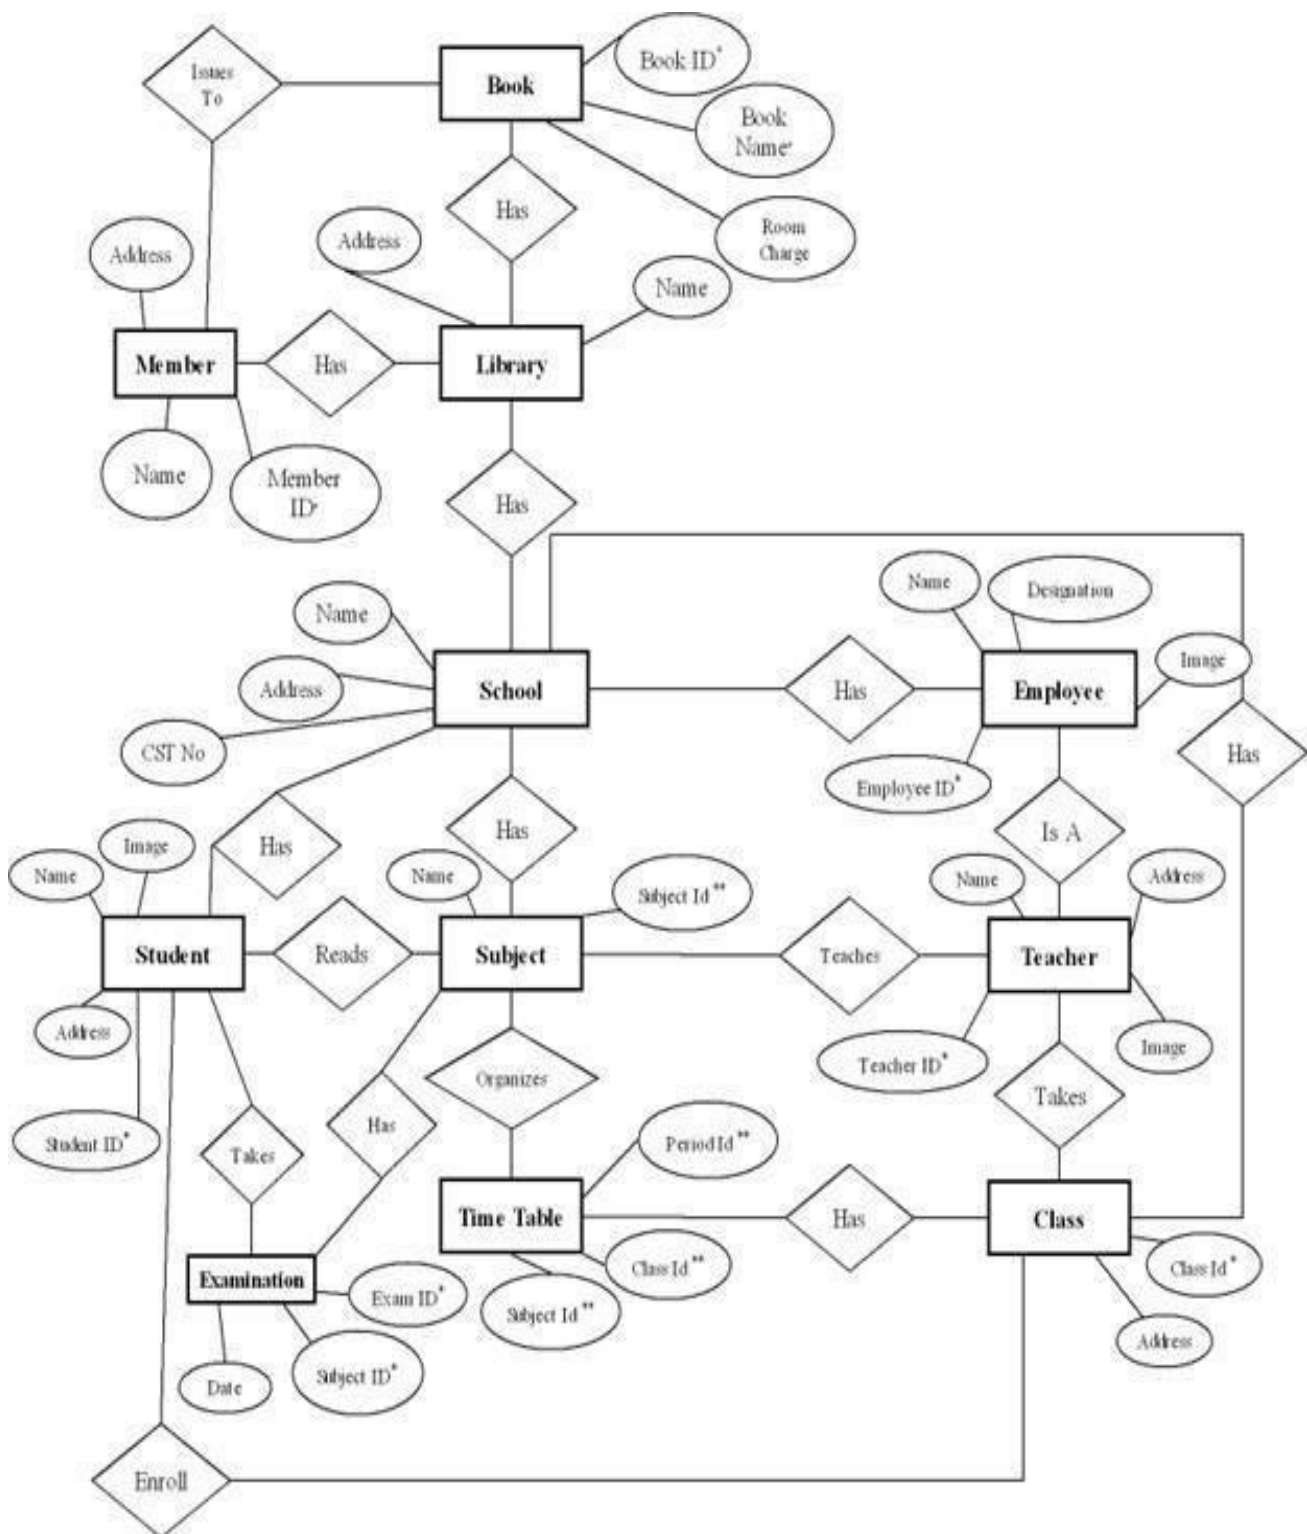 Issues
To
Book
Book ID*
Book
Name*
Has
Room
Charge
Address
Address
Name
Member
Has
Library
Name
Member
ID*
Has
Name
Designation
Name
Image
Address
School
Has
Employee
CST No
Has
Employee ID*
Image
Has
Has
Is A
Name
Name
Subject Id**
Name
Address
Student
Reads
Subject
Teaches
Teacher
Address
Teacher ID*
Image
Organizes
Student ID*
Has
Takes
Period Id**
Takes
Time Table
Has
Class
Examination
Class Id**
Class Id*
Exam ID*
Subject Id**
Address
Date
Subject ID*
Enroll